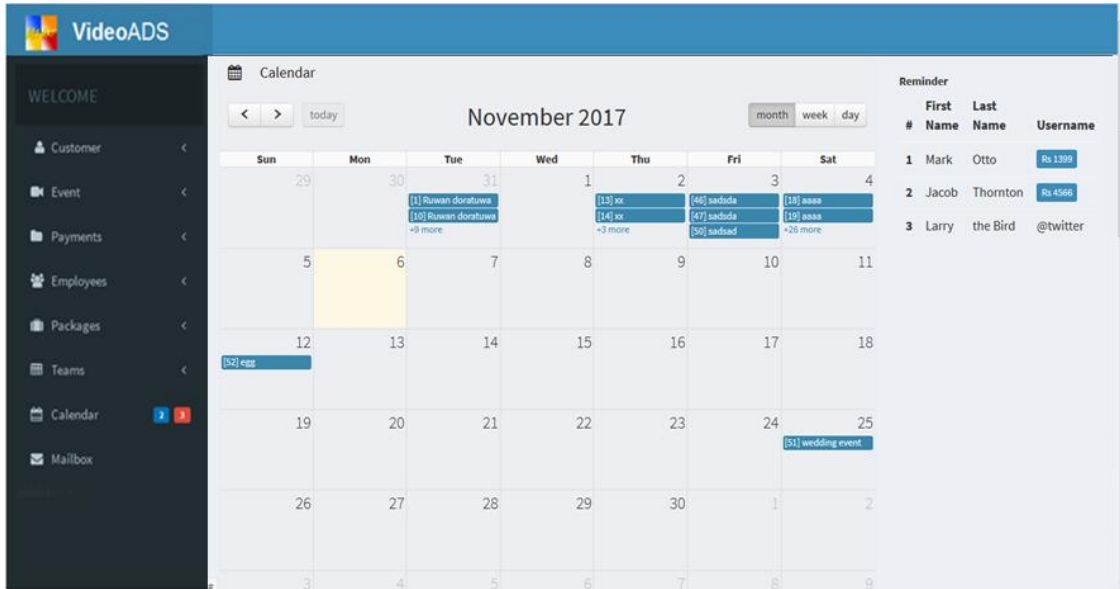 VideoADS
WELCOME
Customer
Event
Payments
Employees
Packages
Teams
Calendar 2 3
Mailbox
Calendar
today
November 2017
month week day
Sun Mon Tue Wed Thu Fri Sat
29 30 31 1 2 3 4
[1] Ruwan doratuwa [13] xx [46] sadsda [18] aaaa
[10] Ruwan doratuwa [14] xx [47] sadsda [19] aaaa
+9 more +3 more [50] sadsad +26 more
5 6 7 8 9 10 11
12 13 14 15 16 17 18
[52] egg
19 20 21 22 23 24 25
[51] wedding event
26 27 28 29 30 1 2
3 4 5 6 7 8 9
Reminder
# First Name Last Name Username
1 Mark Otto Rs 1399
2 Jacob Thornton Rs 4566
3 Larry the Bird @twitter